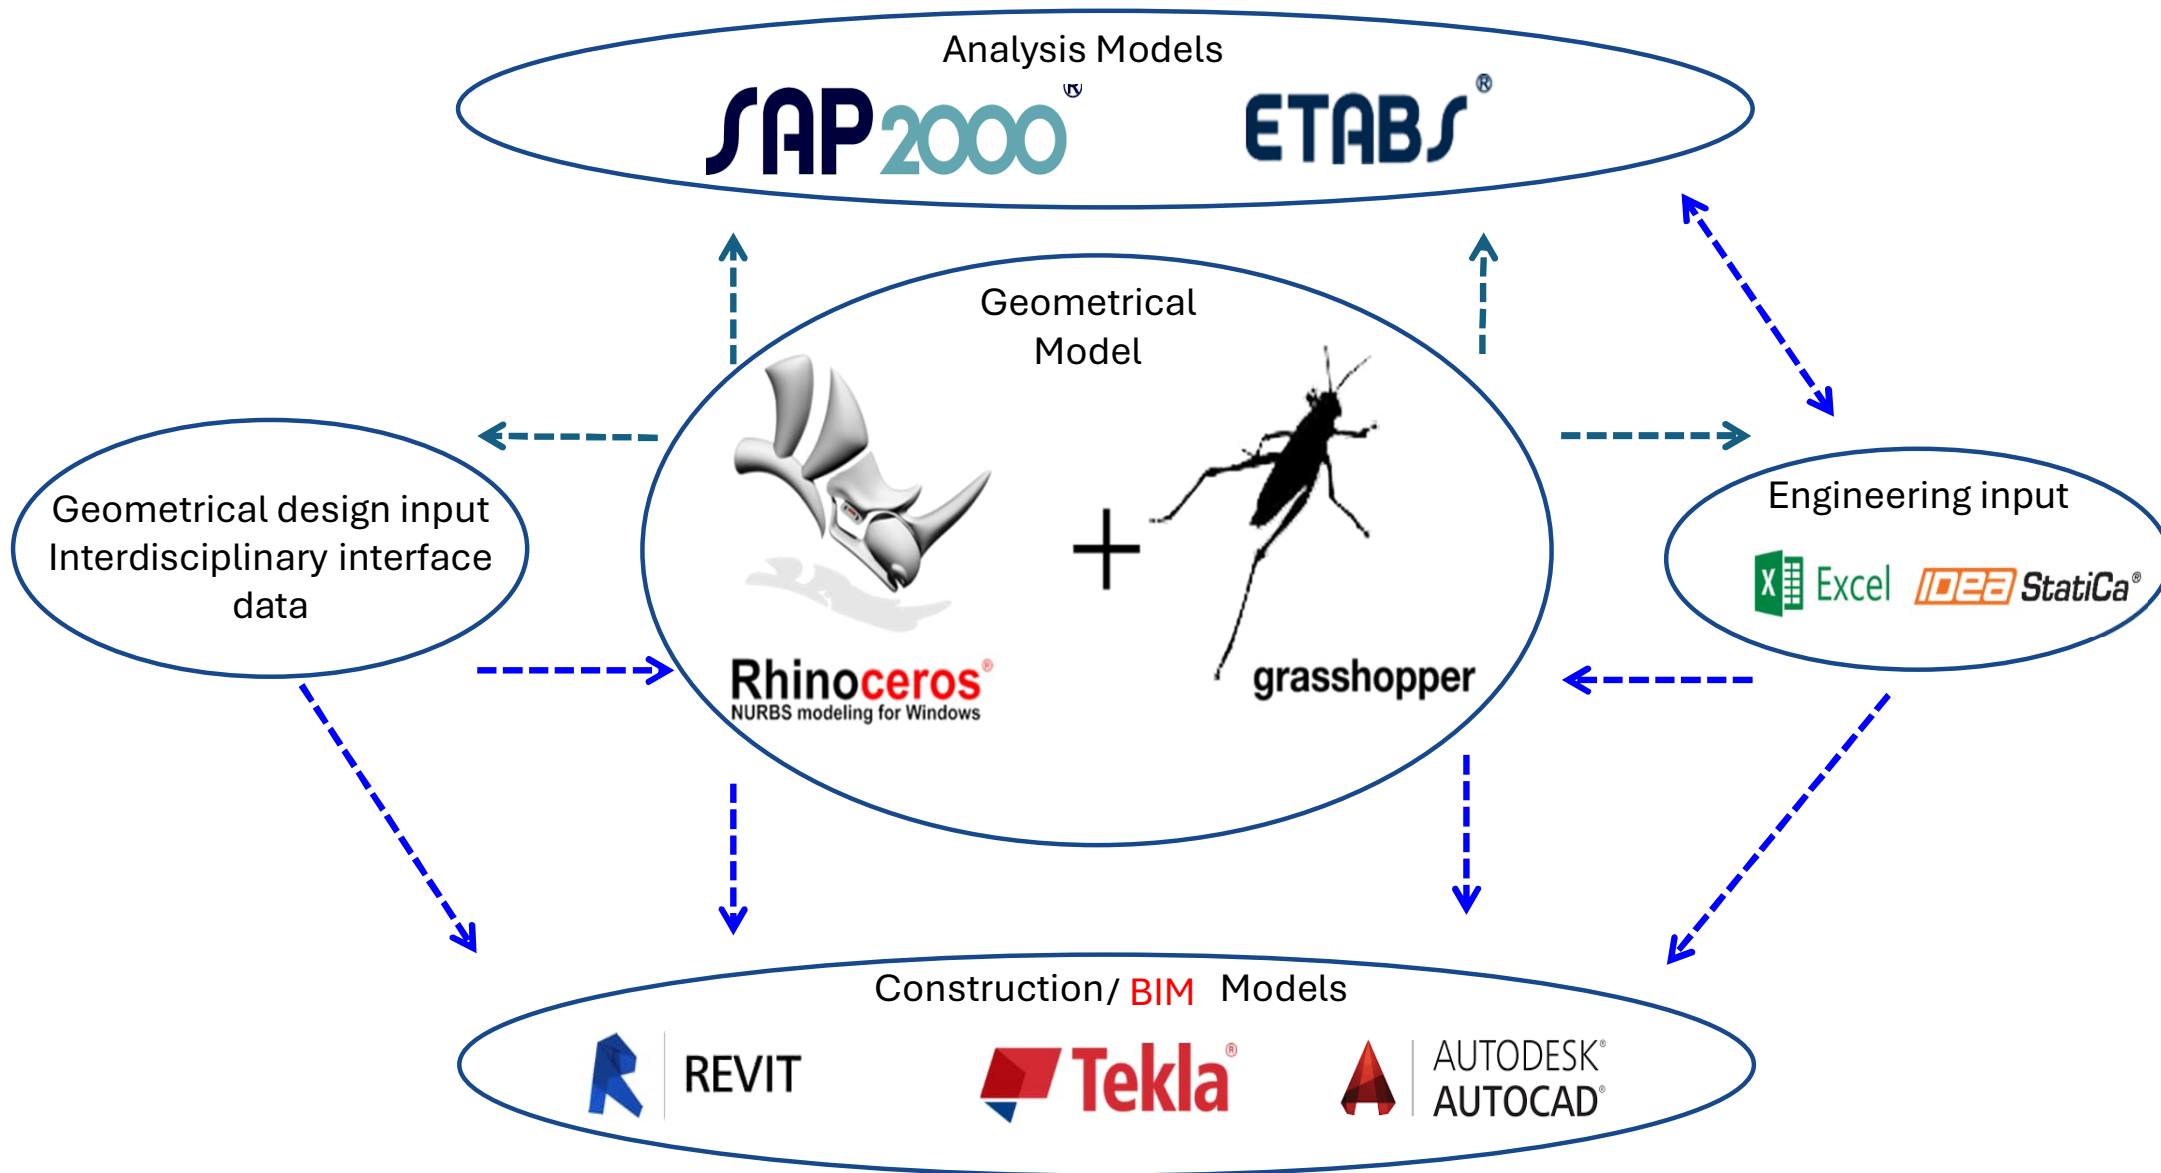 Analysis Models
SAP2000®
ETABS®
Geometrical
Model
Geometrical design input
Interdisciplinary interface
data
+
Engineering input
X Excel
IDEA StatiCa®
Rhinoceros®
NURBS modeling for Windows
grasshopper
Construction/ BIM Models
R REVIT
Tekla®
AUTODESK®
AUTOCAD®